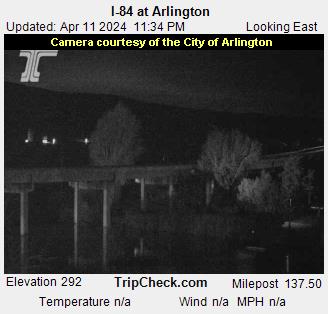 I-84 at Arlington
Updated: Apr 11 2024 11:34 PM Looking East
Camera courtesy of the City of Arlington
Elevation 292 TripCheck.com Milepost 137.50
Temperature n/a Wind n/a MPH n/a